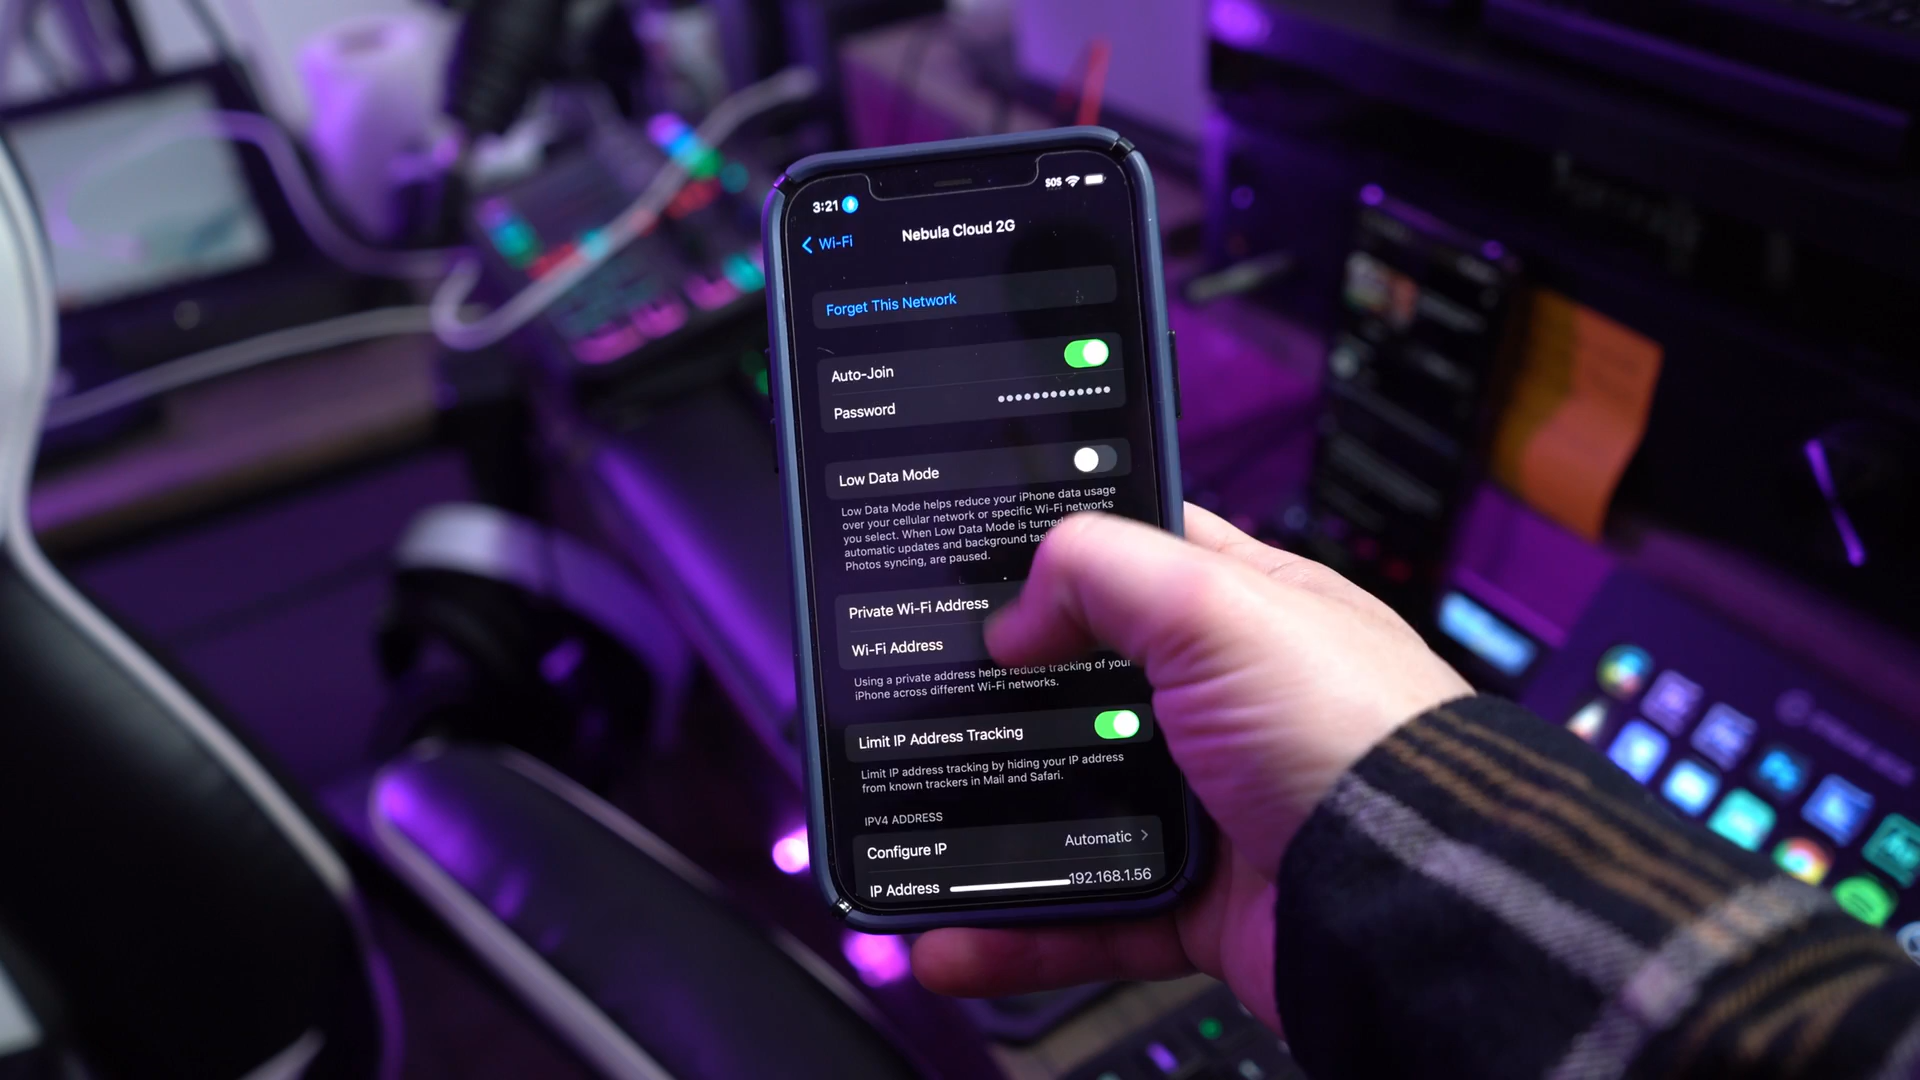 3:21
SOS
Wi-Fi
Nebula Cloud 2G
Forget This Network
Auto-Join
Password ••••••••••••
Low Data Mode
Low Data Mode helps reduce your iPhone data usage
over your cellular network or specific Wi-Fi networks
you select. When Low Data Mode is turned
automatic updates and background
Photos syncing, are paused.
Private Wi-Fi Address
Wi-Fi Address
Using a private address helps reduce tracking of your
iPhone across different Wi-Fi networks.
Limit IP Address Tracking
Limit IP address tracking by hiding your IP address
from known trackers in Mail and Safari.
IPV4 ADDRESS
Configure IP Automatic
IP Address 192.168.1.56